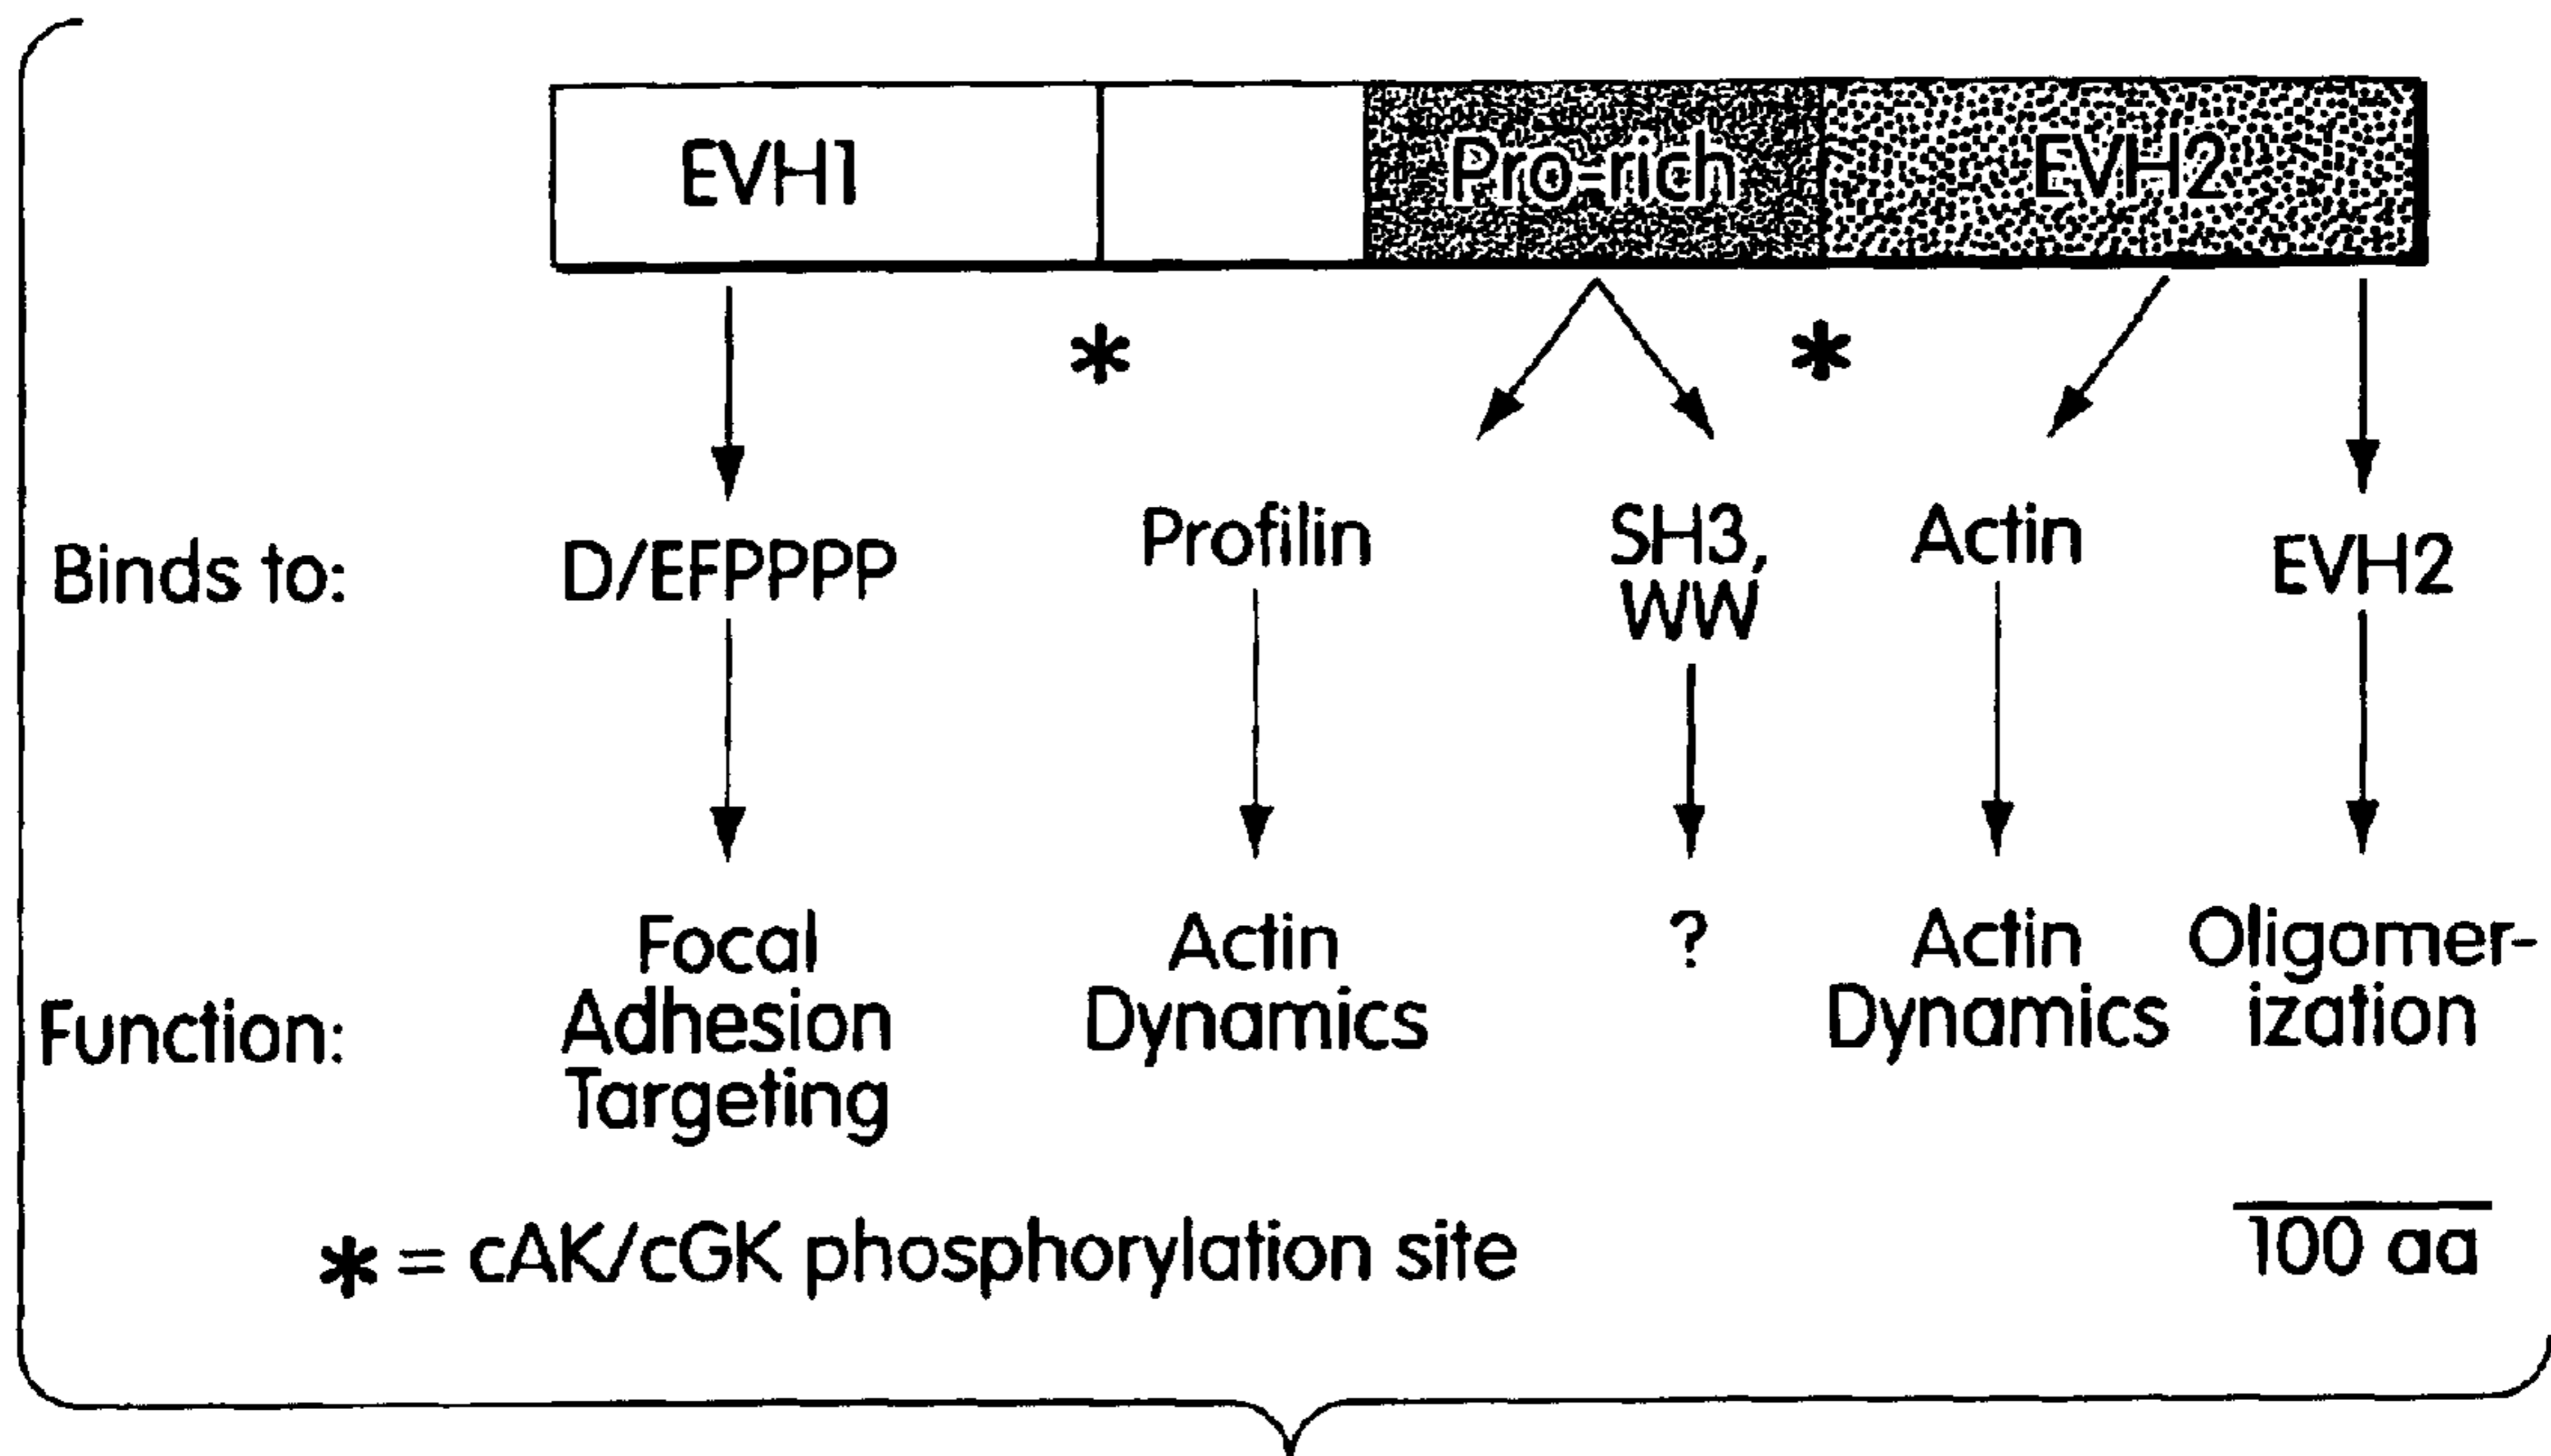 EVH1 Pro-rich EVH2
* *
Binds to: D/EFPPPP Profilin SH3, Actin EVH2
WW
Function: Focal Actin ? Actin Oligomer-
Adhesion Dynamics Dynamics ization
Targeting
* = cAK/cGK phosphorylation site 100 aa